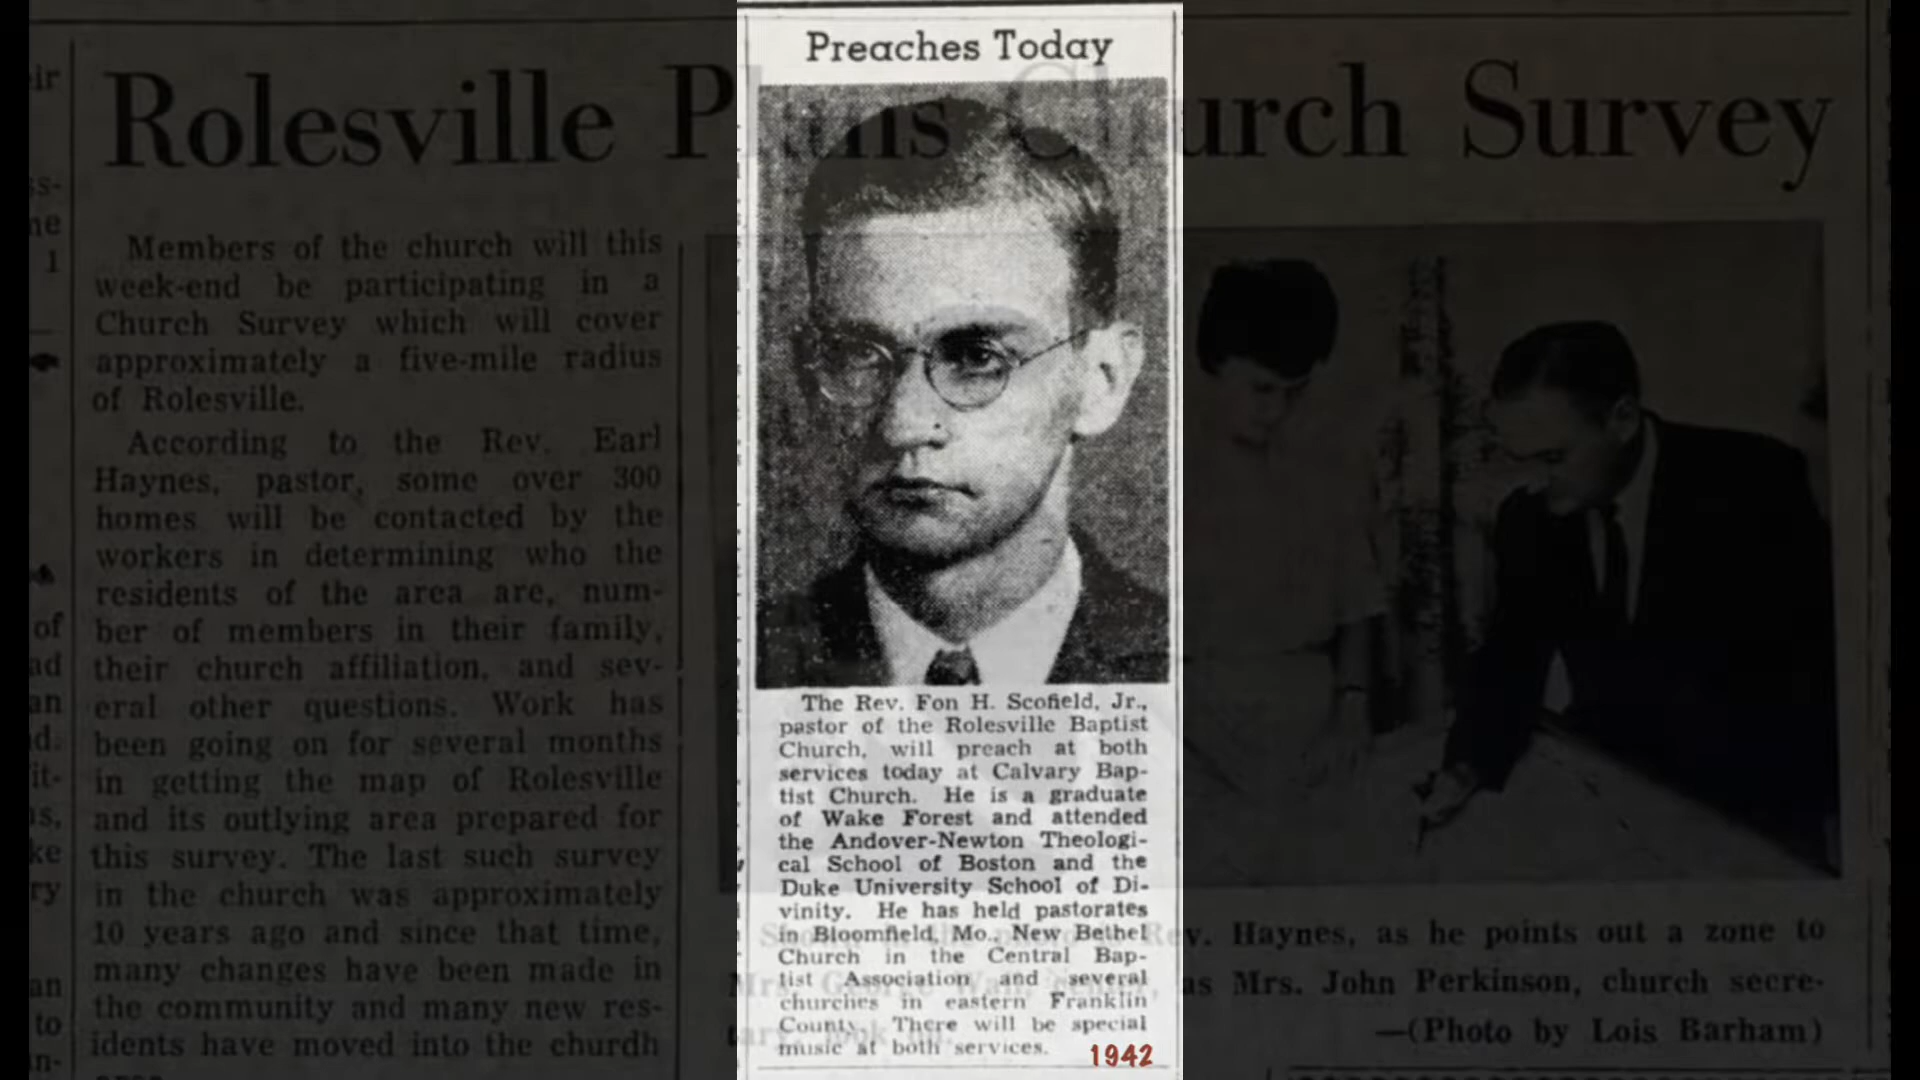 Rolesville Plans Church Survey
Members of the church will this
week-end be participating in a
Church Survey which will cover
approximately a five-mile radius
of Rolesville.
According to the Rev. Earl
Haynes, pastor, some over 300
homes will be contacted by the
workers in determining who the
residents of the area are, num-
ber of members in their family,
their church affiliation, and sev-
eral other questions. Work has
been going on for several months
in getting the map of Rolesville
and its outlying area prepared for
this survey. The last such survey
in the church was approximately
10 years ago and since that time,
many changes have been made in
the community and many new res-
idents have moved into the churdh
Preaches Today
The Rev. Fon H. Scofield, Jr.,
pastor of the Rolesville Baptist
Church, will preach at both
services today at Calvary Bap-
tist Church. He is a graduate
of Wake Forest and attended
the Andover-Newton Theologi-
cal School of Boston and the
Duke University School of Di-
vinity. He has held pastorates
in Bloomfield, Mo., New Bethel
Church in the Central Bap-
tist Association and several
churches in eastern Franklin
County. There will be special
music at both services.
1942
Rev. Haynes, as he points out a zone to
as Mrs. John Perkinson, church secre-
—(Photo by Lois Barham)